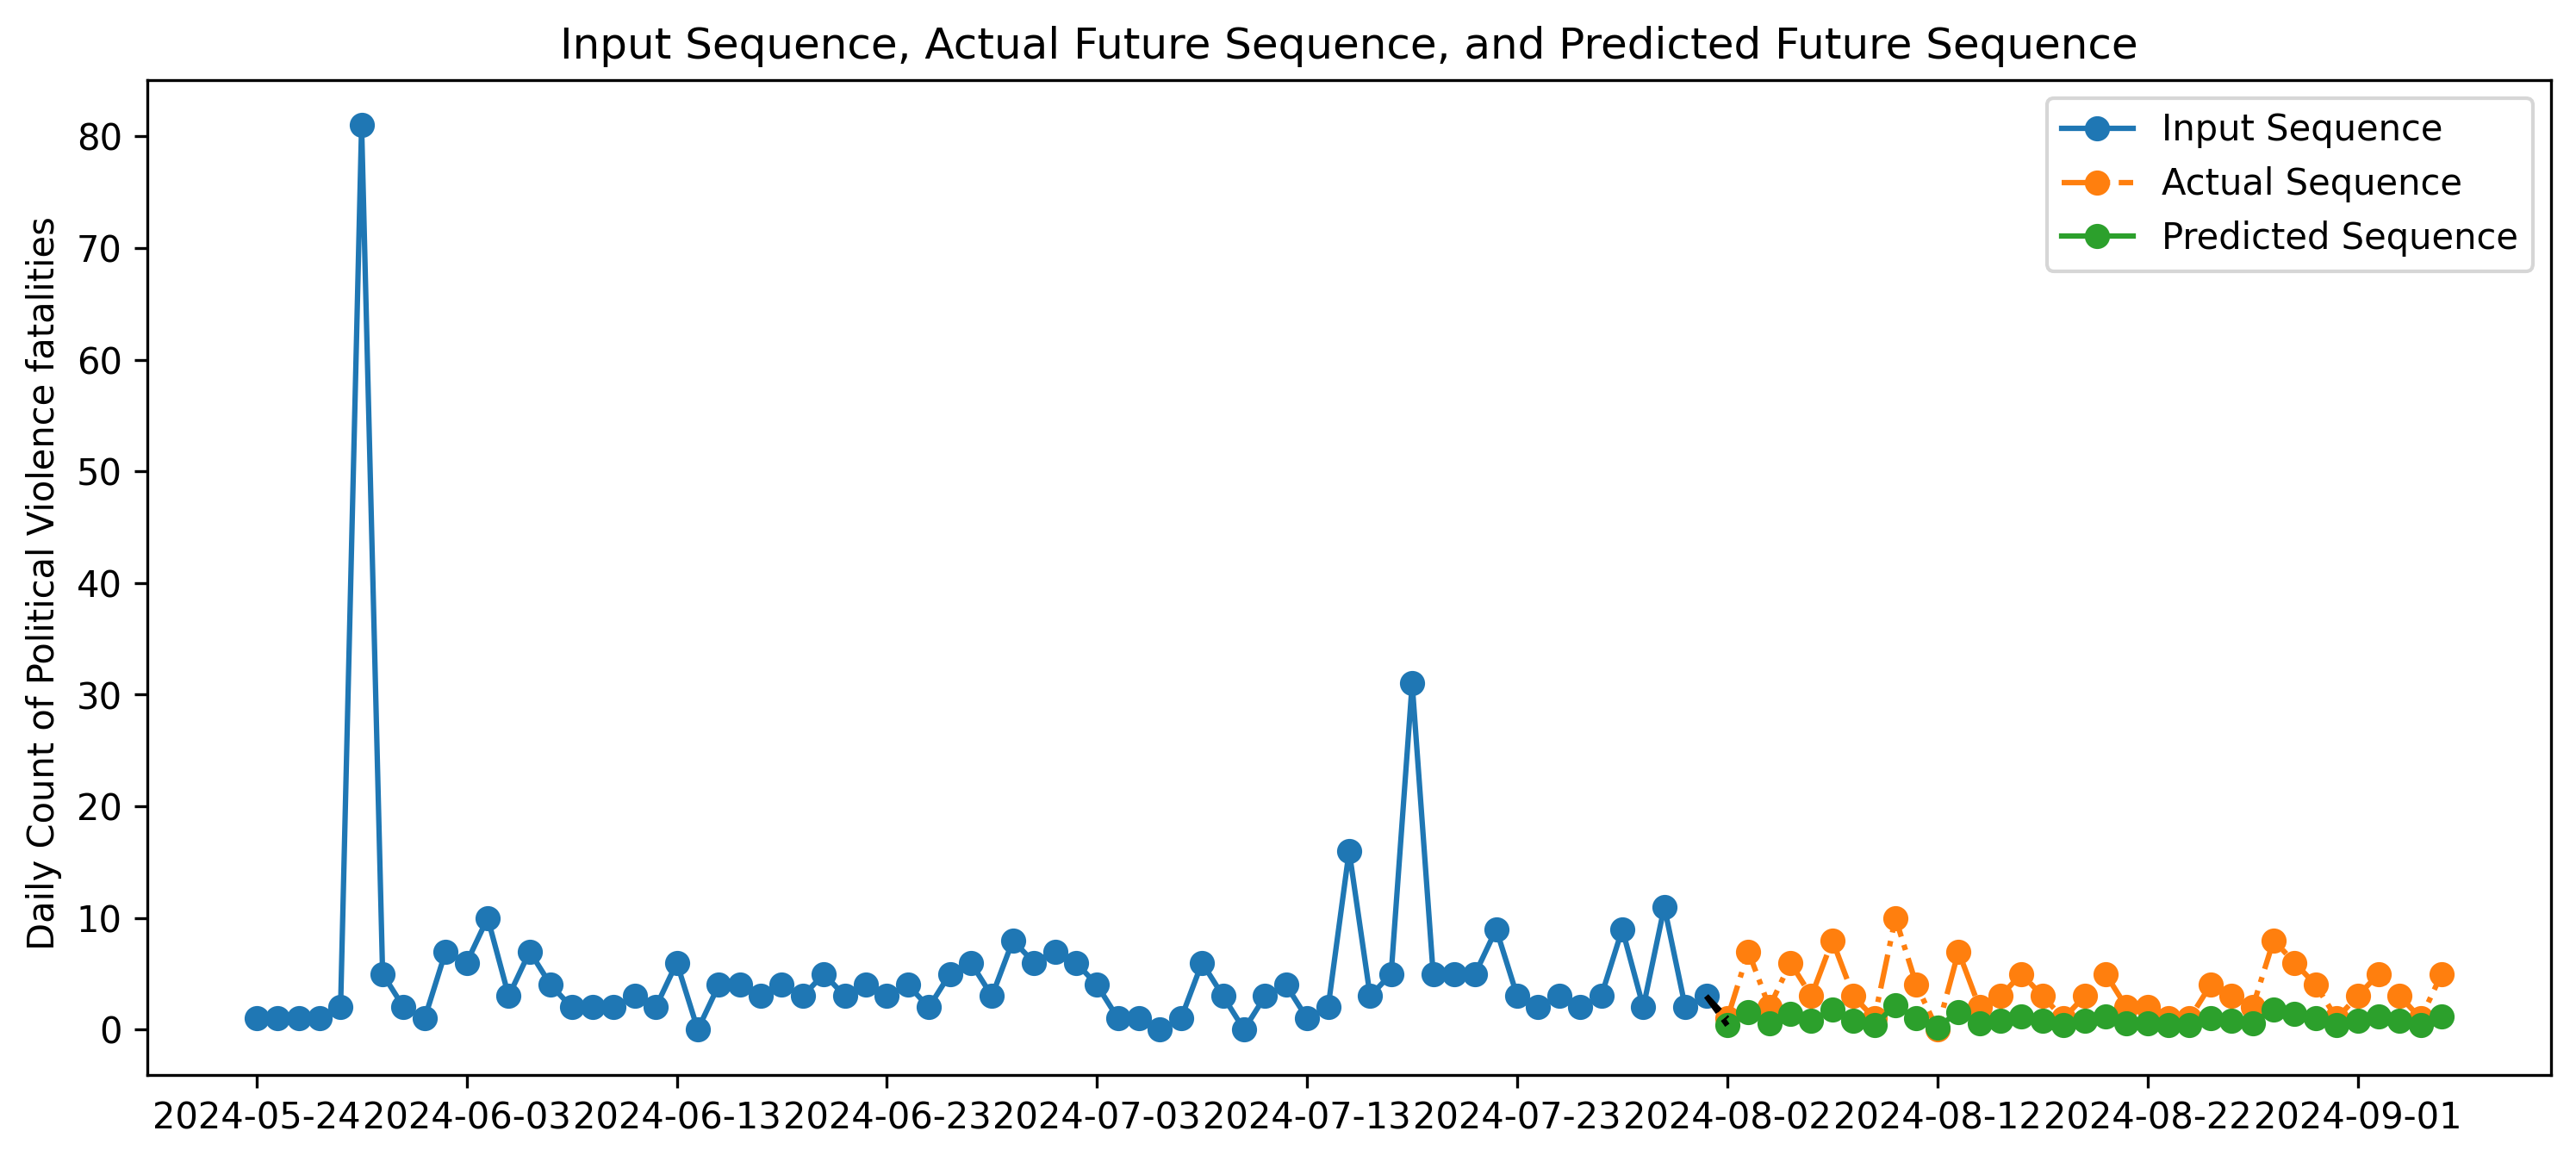 Input Sequence, Actual Future Sequence, and Predicted Future Sequence
Daily Count of Political Violence fatalities
80
70
60
50
40
30
20
10
0
Input Sequence
Actual Sequence
Predicted Sequence
2024-05-24 2024-06-03 2024-06-13 2024-06-23 2024-07-03 2024-07-13 2024-07-23 2024-08-02 2024-08-12 2024-08-22 2024-09-01